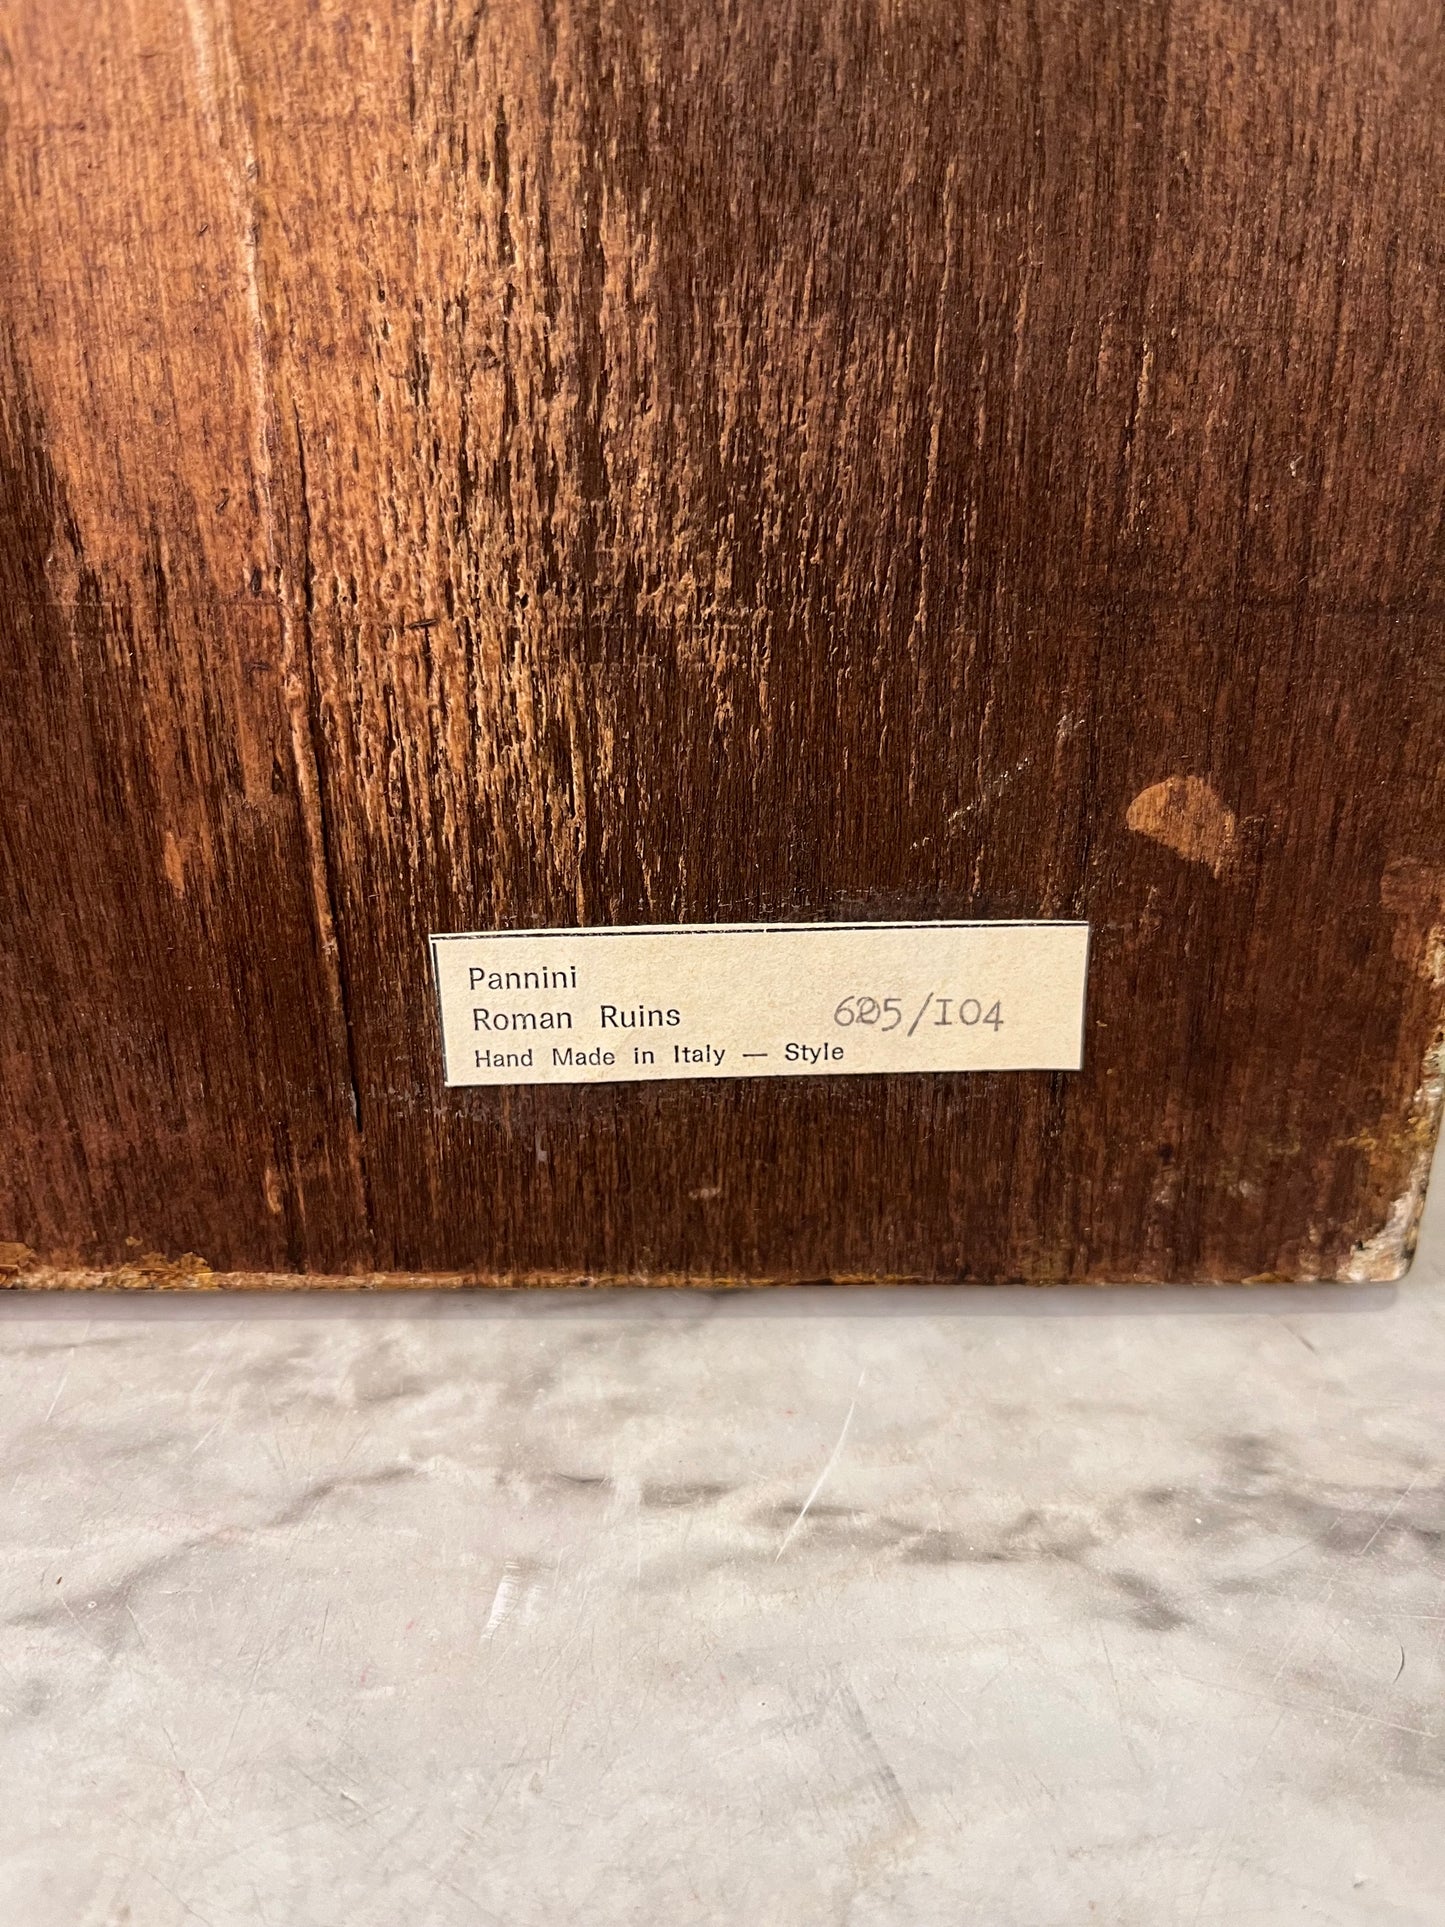 Pannini
Roman Ruins 625/I04
Hand Made in Italy — Style